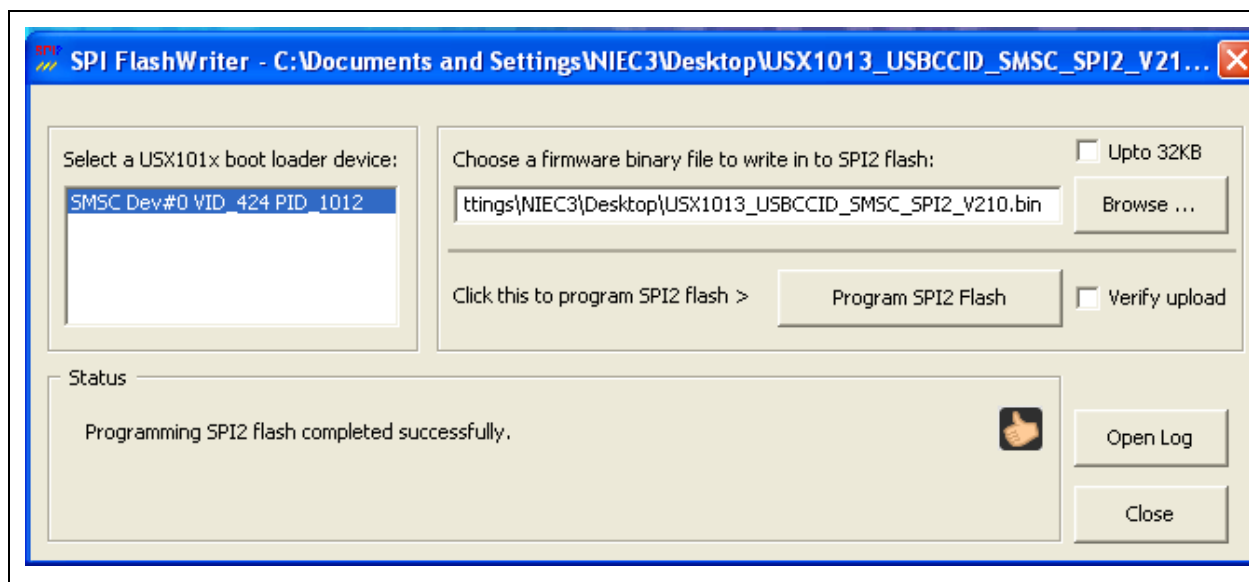 SPI FlashWriter - C:\Documents and Settings\NIEC3\Desktop\USX1013_USBCCID_SMSC_SPI2_V21...
Select a USX101x boot loader device:
SMSC Dev#0 VID_424 PID_1012
Choose a firmware binary file to write in to SPI2 flash:
Upto 32KB
ttings\NIEC3\Desktop\USX1013_USBCCID_SMSC_SPI2_V210.bin
Browse ...
Click this to program SPI2 flash >
Program SPI2 Flash
Verify upload
Status
Programming SPI2 flash completed successfully.
Open Log
Close